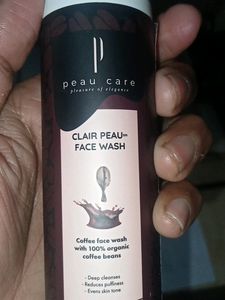 P
peau care
pleasure of elegance
CLAIR PEAU™
FACE WASH
Coffee face wash
with 100% organic
coffee beans
- Deep cleanses
- Reduces puffiness
- Evens skin tone